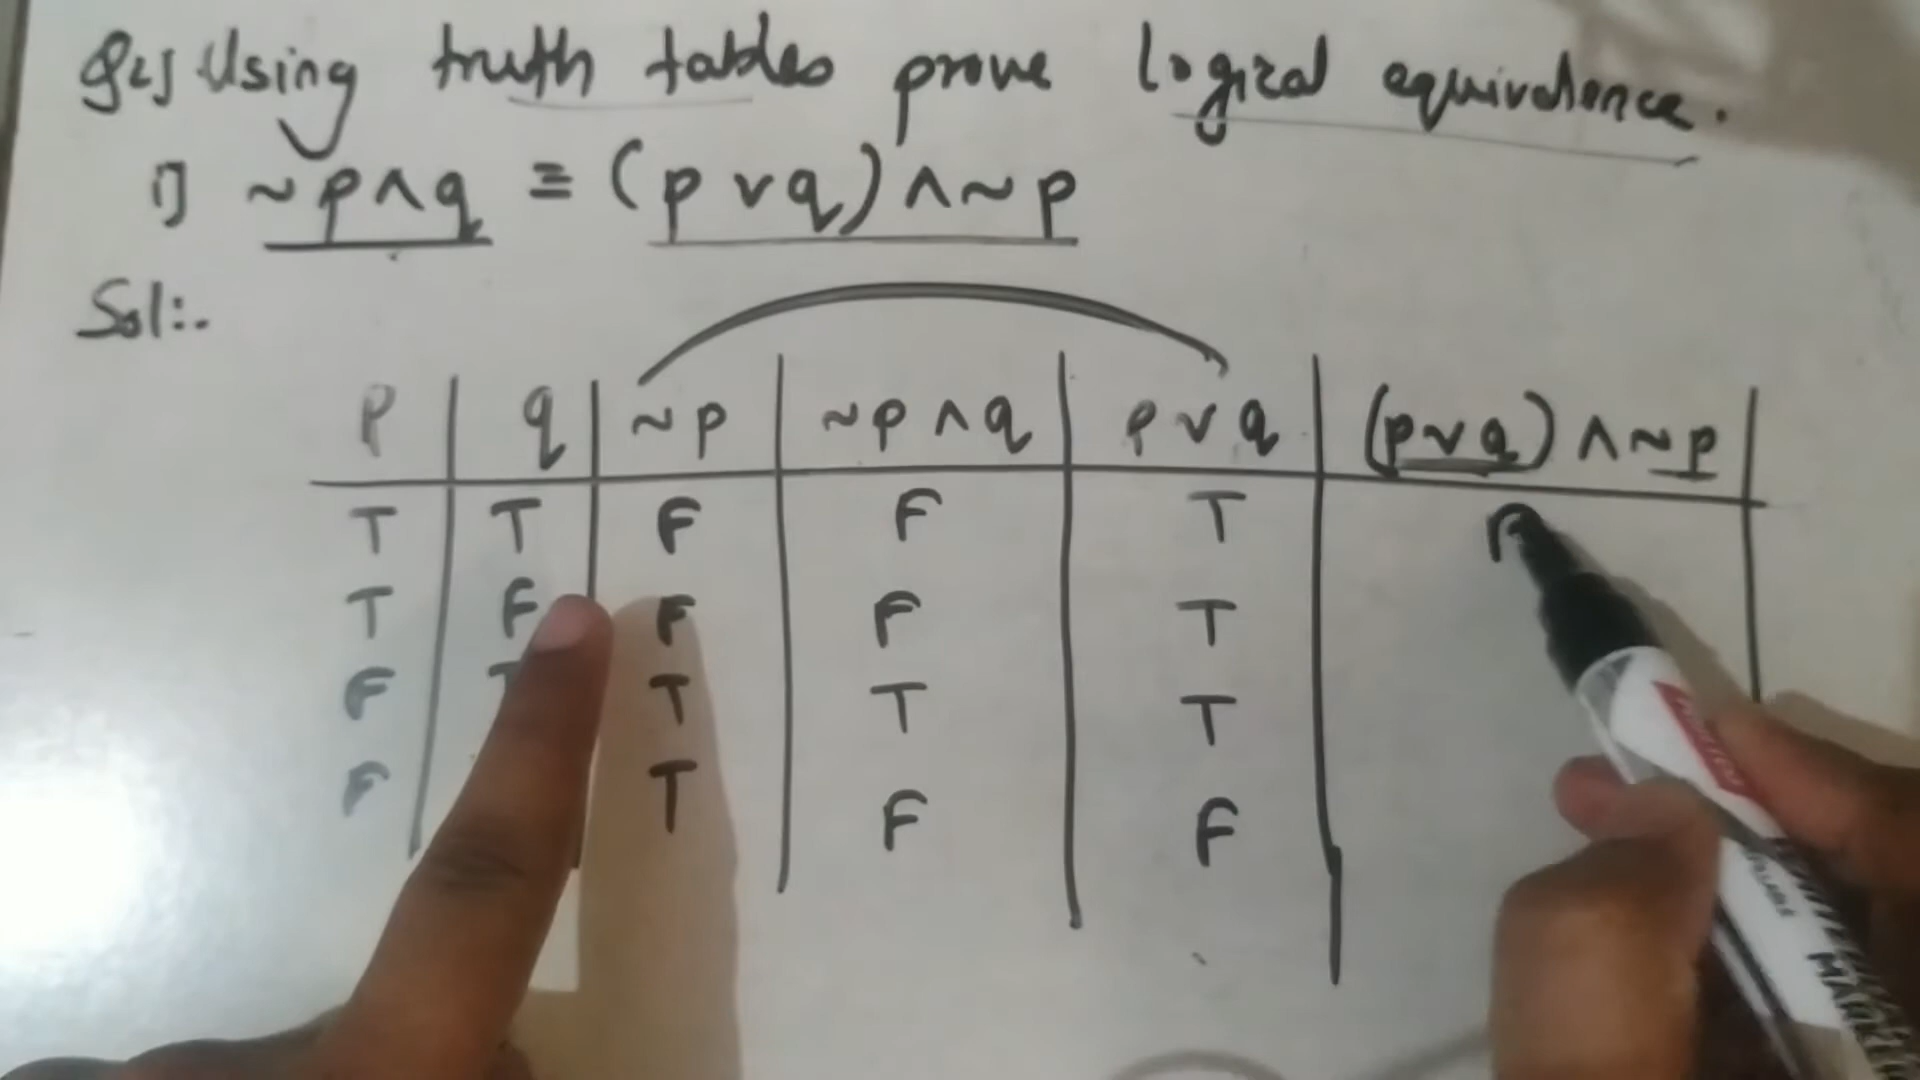 Q2] Using truth tables prove logical equivalence.
1] ~p ∧ q ≡ (p ∨ q) ∧ ~p
Sol:-
p q ~p ~p ∧ q p ∨ q (p ∨ q) ∧ ~p
T T F F T F
T F F F T
F T T T T
F T F F